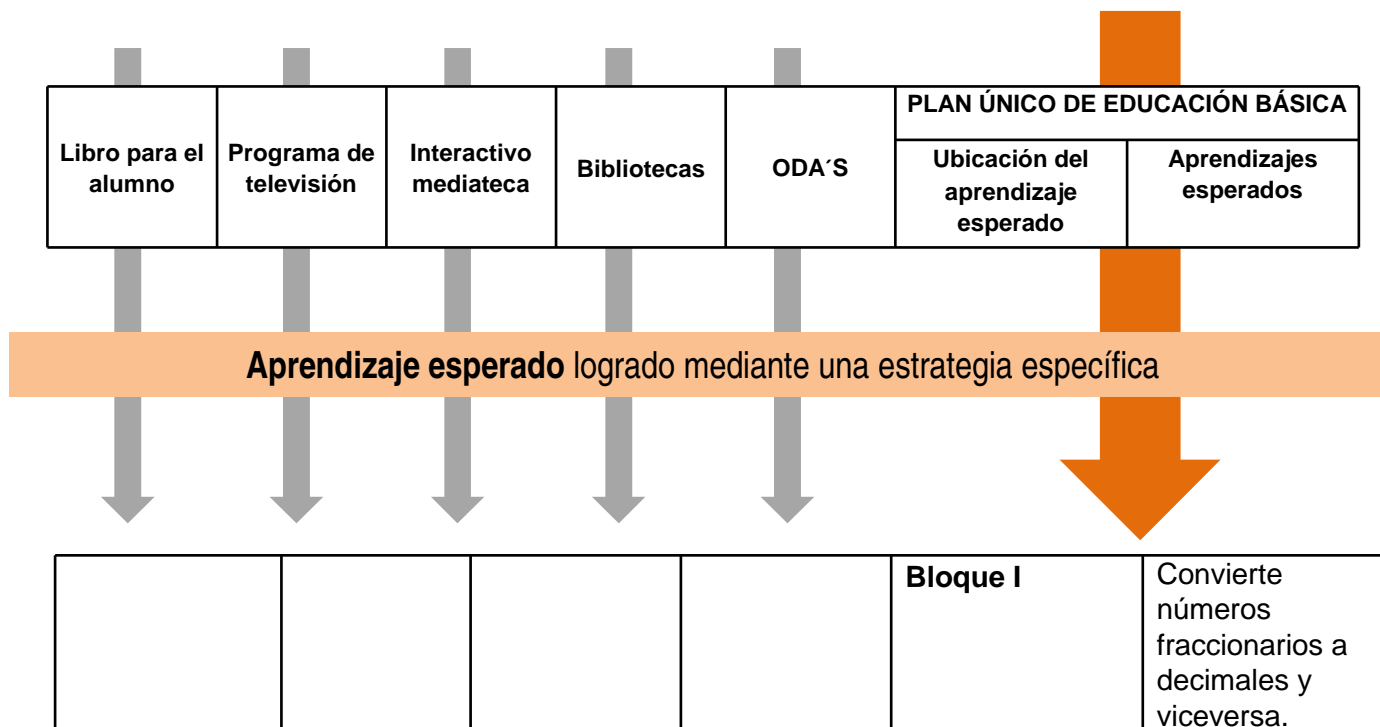 PLAN ÚNICO DE EDUCACIÓN BÁSICA
Libro para el
alumno
Programa de
televisión
Interactivo
mediateca
Bibliotecas
ODA´S
Ubicación del
aprendizaje
esperado
Aprendizajes
esperados
Aprendizaje esperado logrado mediante una estrategia específica
Bloque I
Convierte
números
fraccionarios a
decimales y
viceversa.